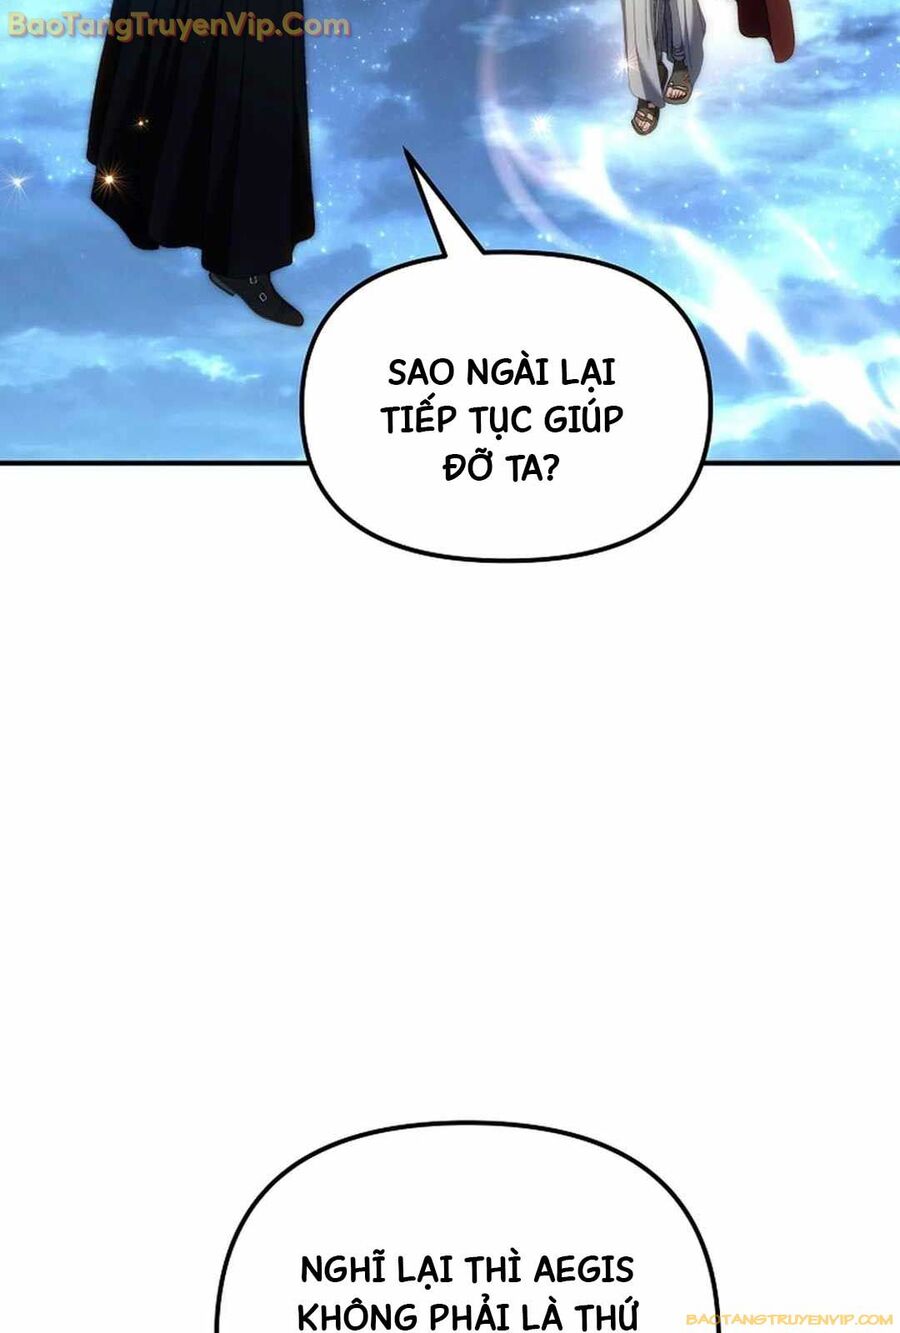 BaoTangTruyenVip.Com
SAO NGÀI LẠI
TIẾP TỤC GIÚP
ĐỠ TA?
NGHĨ LẠI THÌ AEGIS
KHÔNG PHẢI LÀ THỨ
BAOTANGTRUYENVIP.COM